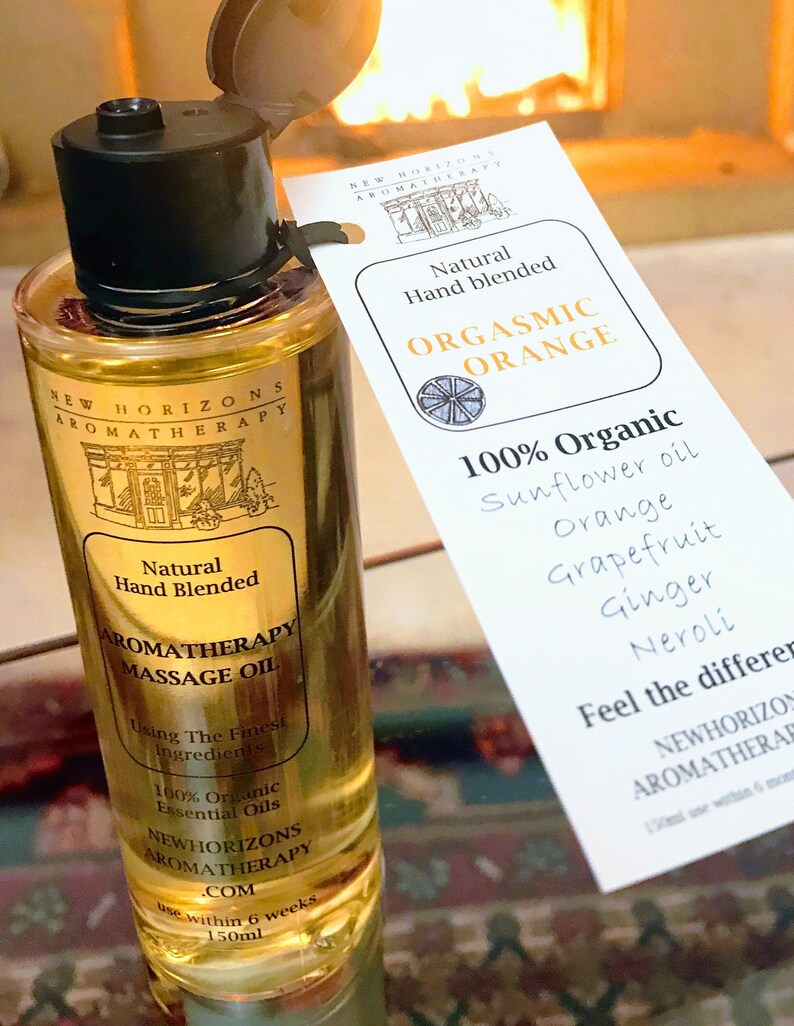 NEW HORIZONS
AROMATHERAPY
Natural
Hand Blended
AROMATHERAPY
MASSAGE OIL
Using The Finest
Ingredients
100% Organic
Essential Oils
NEWHORIZONS
AROMATHERAPY
.COM
use within 6 weeks
150ml
NEW HORIZONS
AROMATHERAPY
Natural
Hand blended
ORGASMIC
ORANGE
100% Organic
Sunflower oil
Orange
Grapefruit
Ginger
Neroli
Feel the differen
NEWHORIZON
AROMATHERAP
150ml use within 6 mon